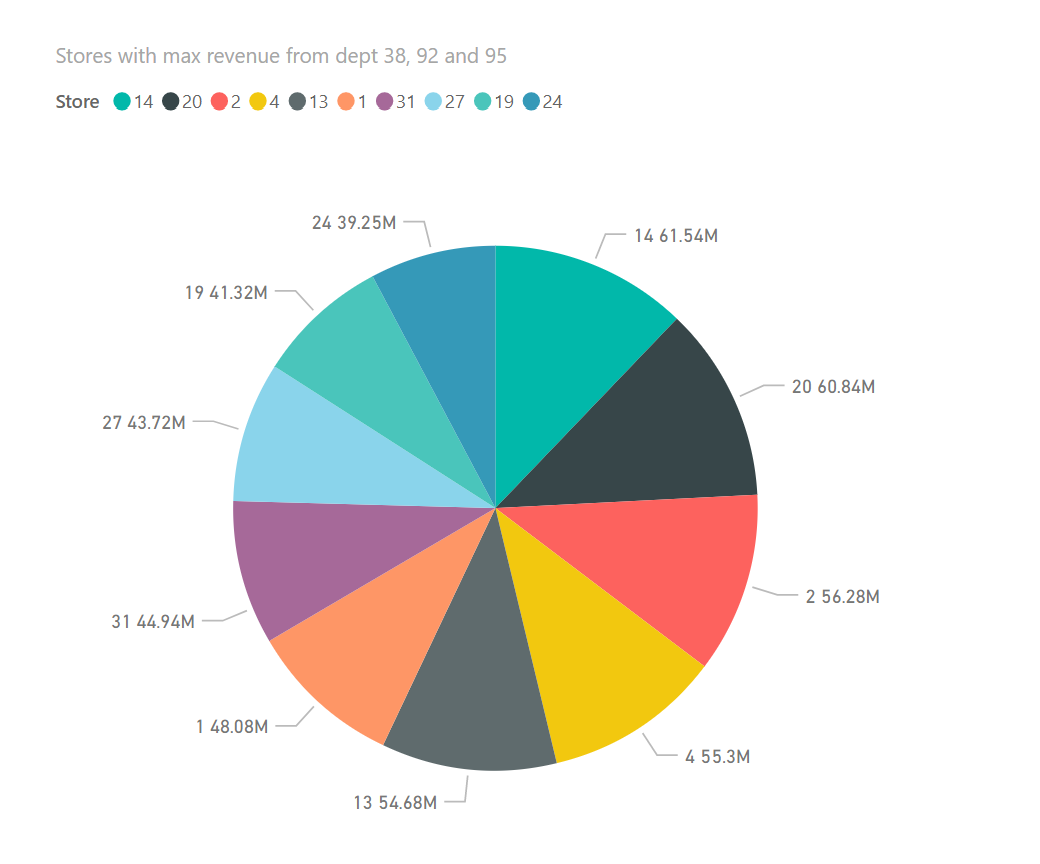 Stores with max revenue from dept 38, 92 and 95
Store 14 20 2 4 13 1 31 27 19 24
24 39.25M
14 61.54M
19 41.32M
20 60.84M
27 43.72M
2 56.28M
31 44.94M
1 48.08M
4 55.3M
13 54.68M